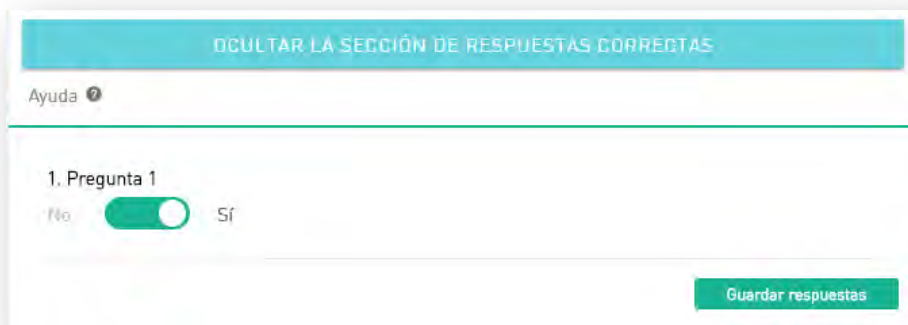 OCULTAR LA SECCIÓN DE RESPUESTAS CORRECTAS
Ayuda ?
1. Pregunta 1
No Sí
Guardar respuestas